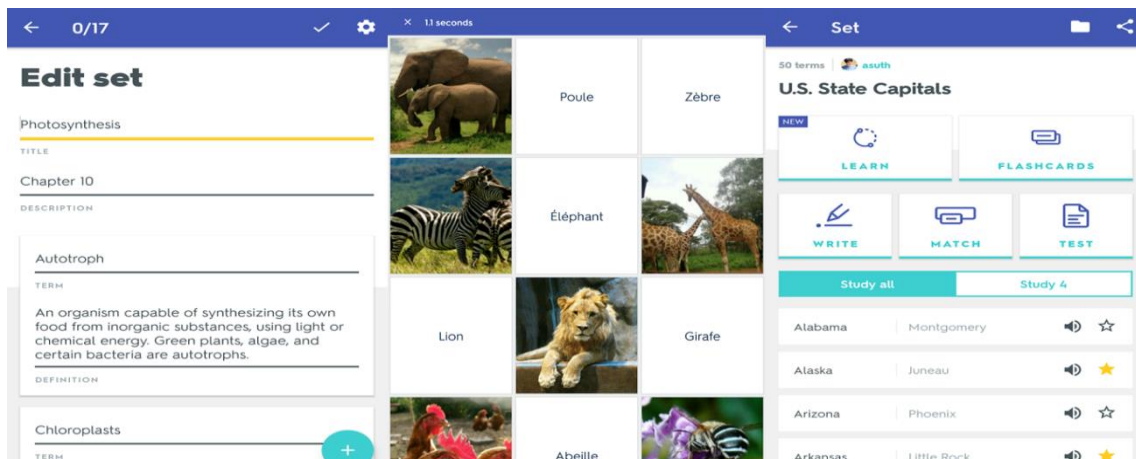 0/17
Edit set
Photosynthesis
TITLE
Chapter 10
DESCRIPTION
Autotroph
TERM
An organism capable of synthesizing its own
food from inorganic substances, using light or
chemical energy. Green plants, algae, and
certain bacteria are autotrophs.
DEFINITION
Chloroplasts
TERM
+
× 1.1 seconds
Poule
Zèbre
Éléphant
Lion
Girafe
Abeille
Set
50 terms asuth
U.S. State Capitals
NEW
LEARN
FLASHCARDS
WRITE
MATCH
TEST
Study all
Study 4
Alabama Montgomery
Alaska Juneau
Arizona Phoenix
Arkansas Little Rock